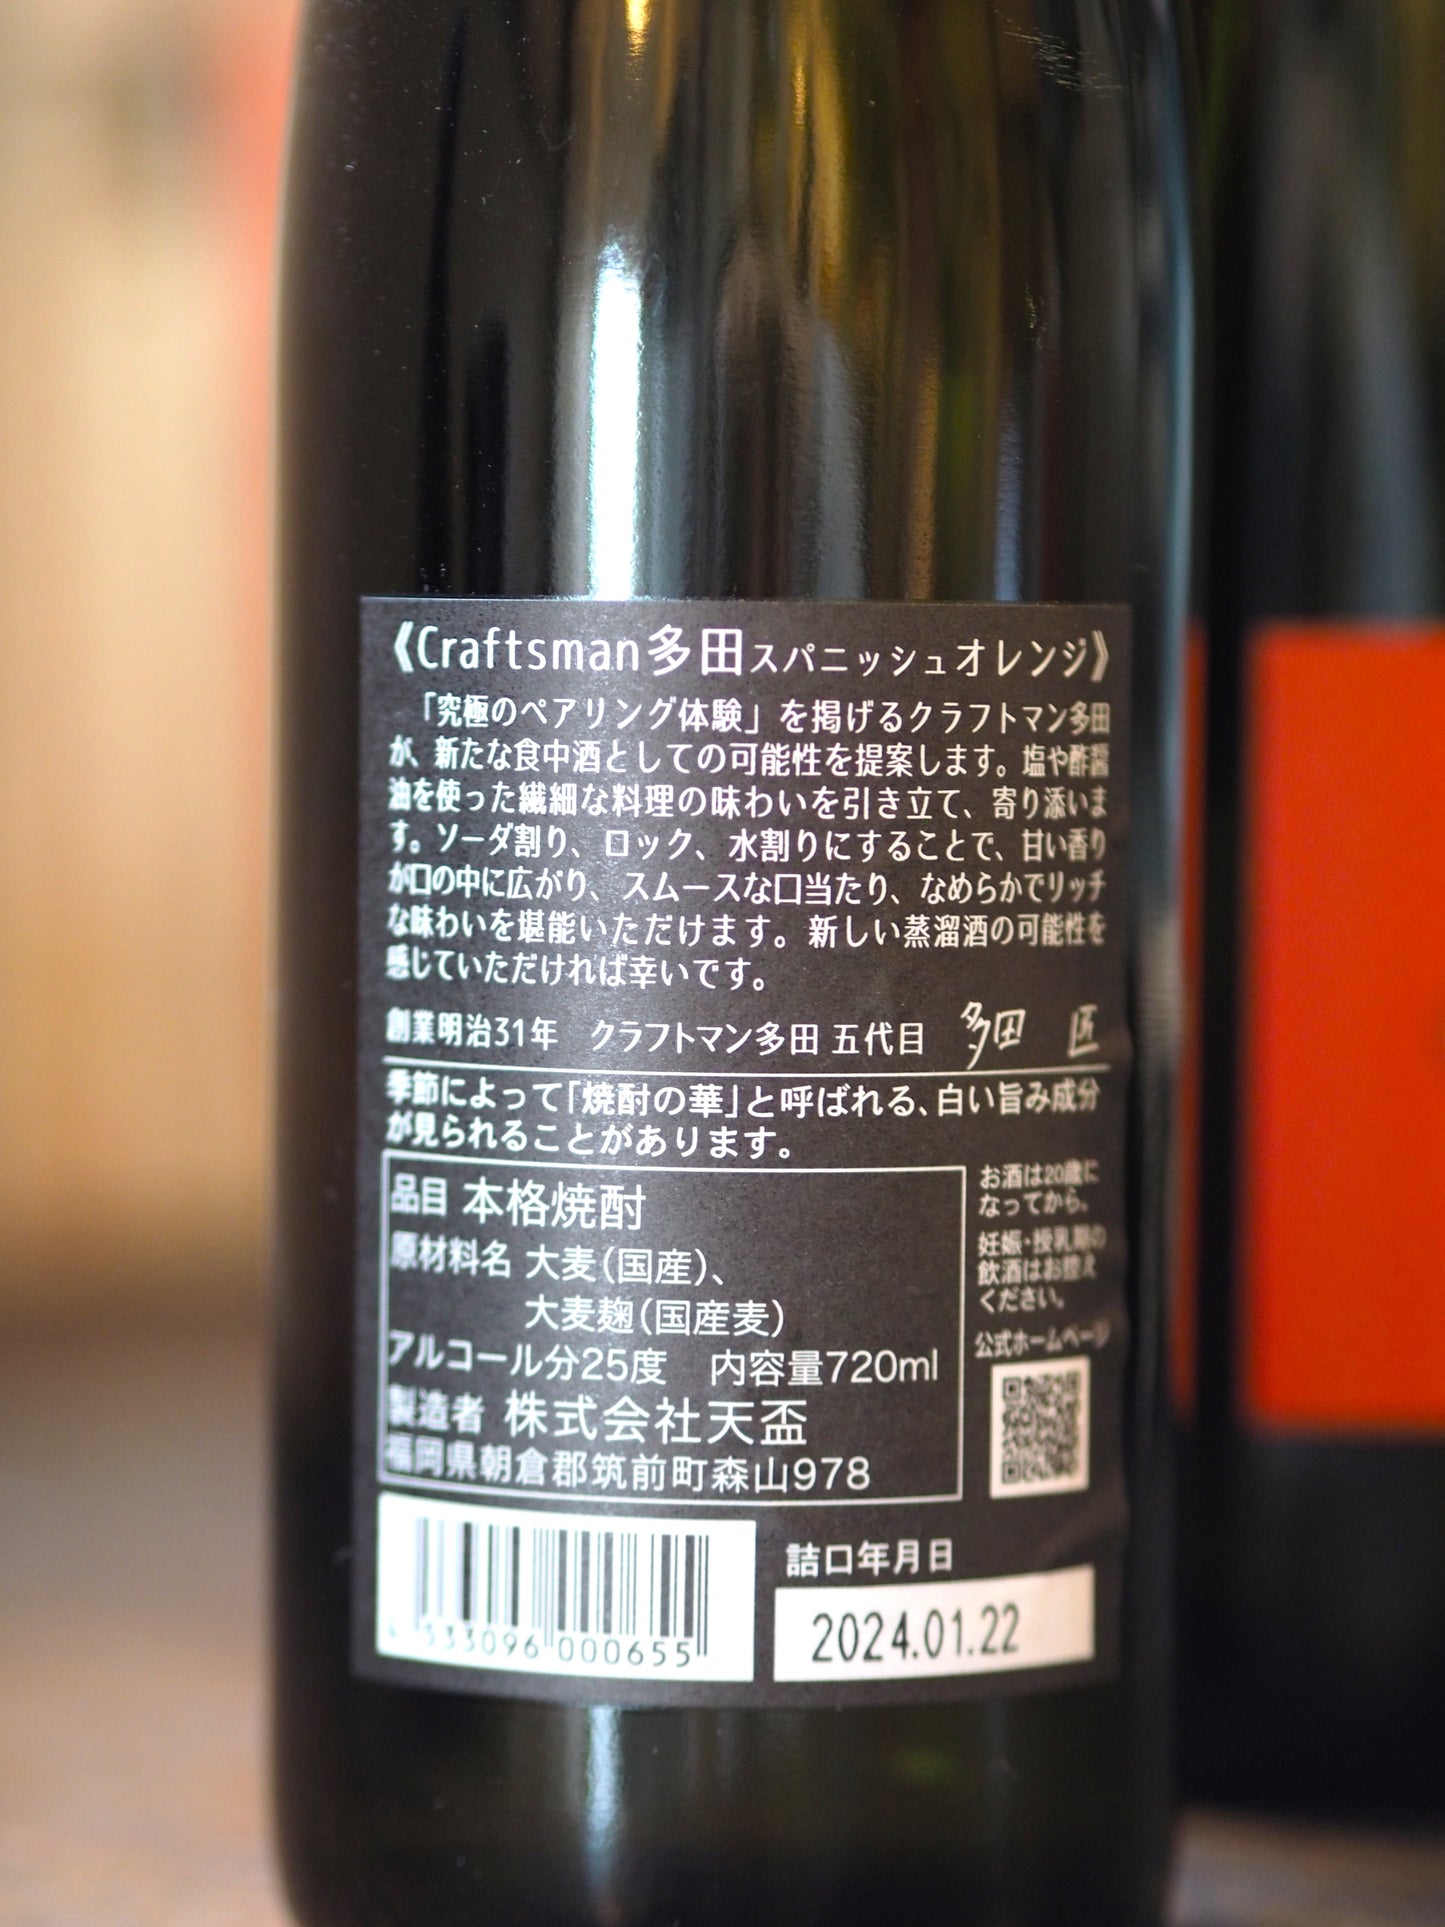 《Craftsman多田スパニッシュオレンジ》
「究極のペアリング体験」を掲げるクラフトマン多田
が、新たな食中酒としての可能性を提案します。塩や酢醤
油を使った繊細な料理の味わいを引き立て、寄り添いま
す。ソーダ割り、ロック、水割りにすることで、甘い香り
が口の中に広がり、スムースな口当たり、なめらかでリッチ
な味わいを堪能いただけます。新しい蒸溜酒の可能性を
感じていただければ幸いです。
創業明治31年　クラフトマン多田 五代目　多田　匠
季節によって「焼酎の華」と呼ばれる、白い旨み成分
が見られることがあります。
品目 本格焼酎
原材料名 大麦(国産)、
大麦麹(国産麦)
アルコール分25度　内容量720ml
製造者 株式会社天盃
福岡県朝倉郡筑前町森山978
お酒は20歳に
なってから。
妊娠・授乳期の
飲酒はお控え
ください。
公式ホームページ
4 533096 000655
詰口年月日
2024.01.22